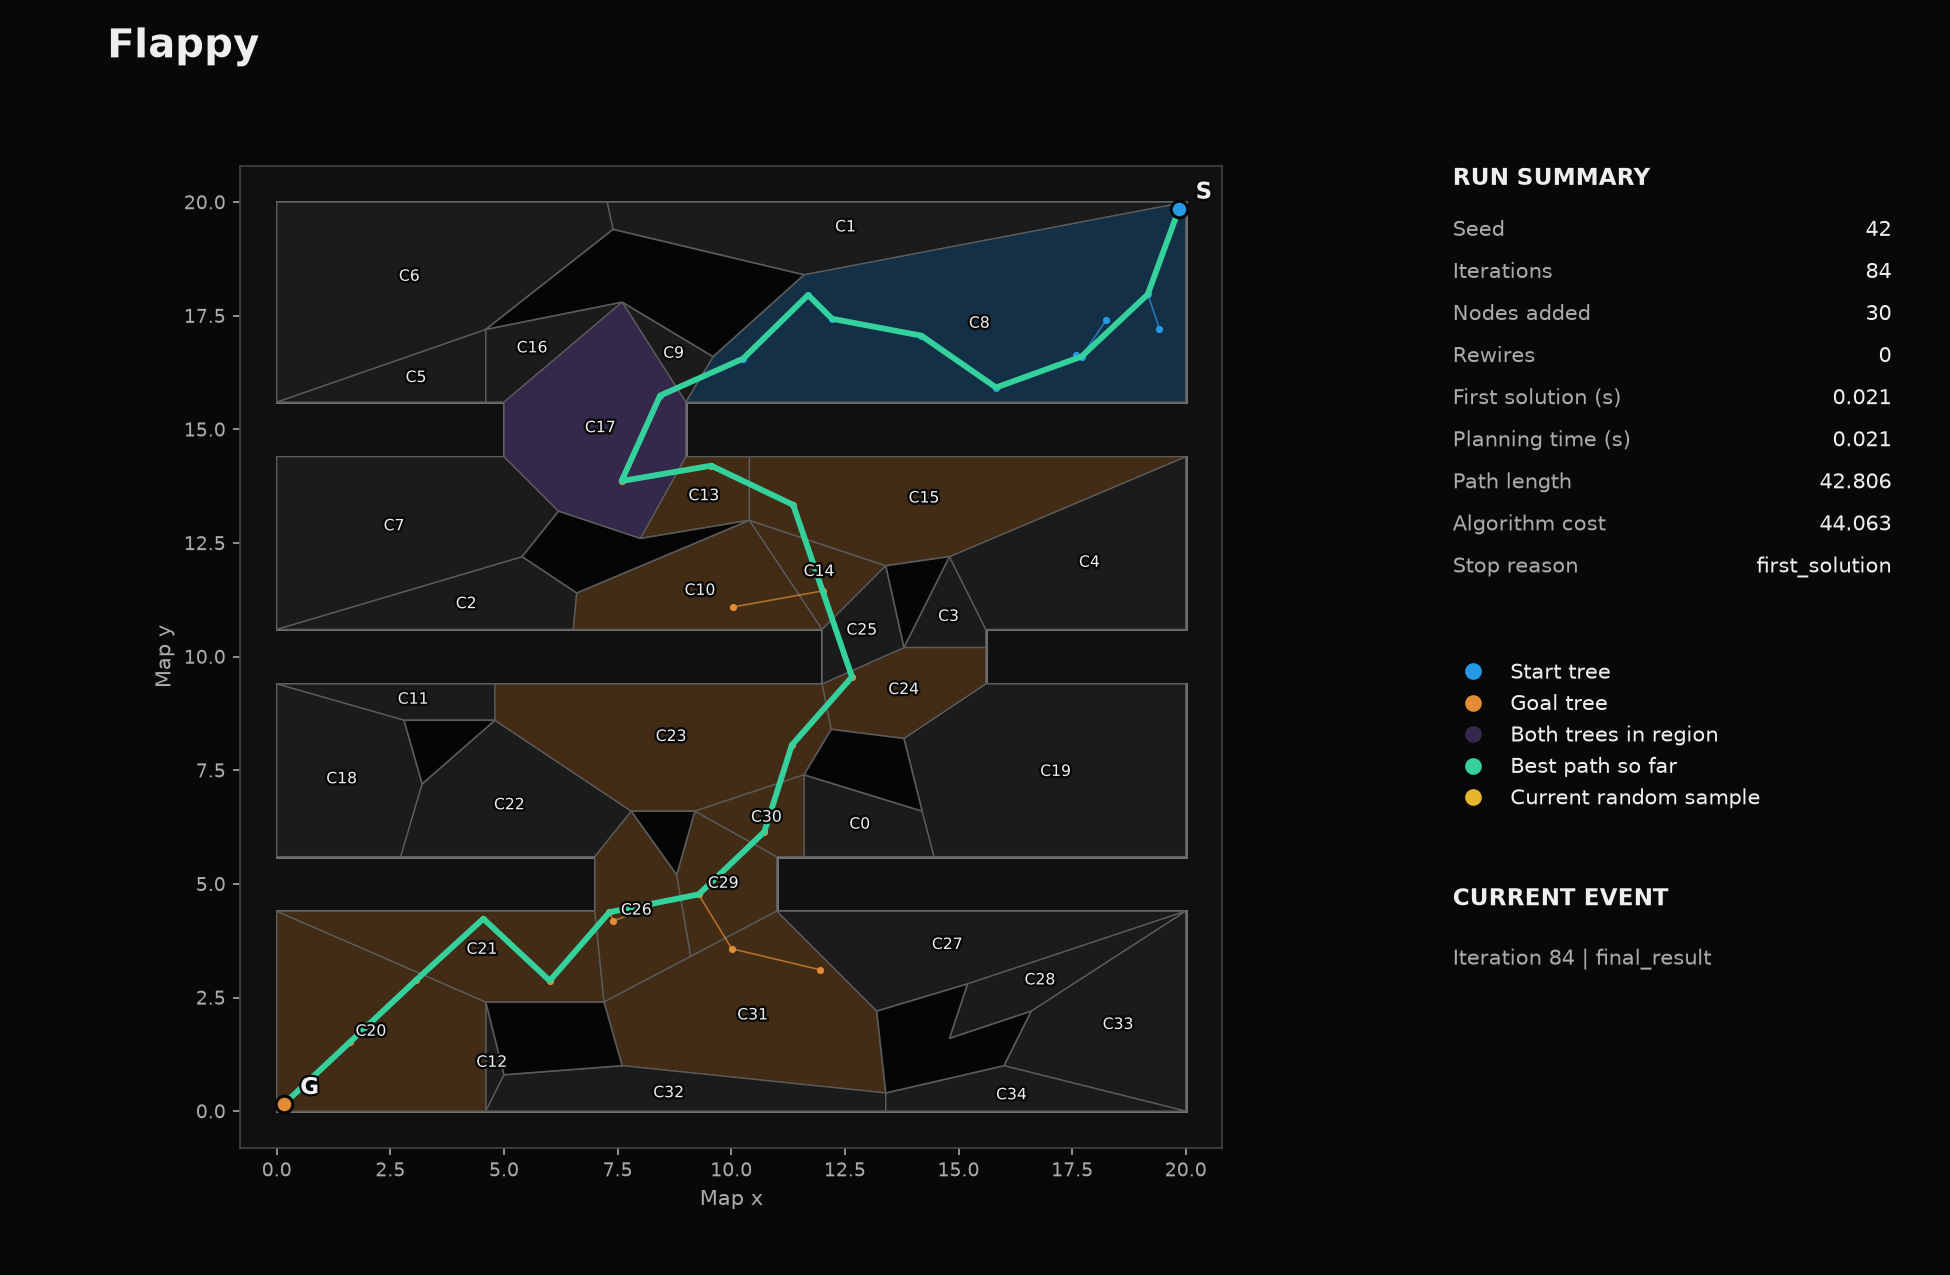 Flappy
20.0
17.5
15.0
12.5
10.0
7.5
5.0
2.5
0.0
Map y
0.0 2.5 5.0 7.5 10.0 12.5 15.0 17.5 20.0
Map x
S
C1
C6
C8
C16
C9
C5
C17
C13
C15
C7
C4
C14
C10
C2
C3
C25
C24
C11
C23
C19
C18
C22
C30
C0
C29
C26
C27
C21
C28
C31
C33
C20
C12
G
C32
C34
RUN SUMMARY
Seed 42
Iterations 84
Nodes added 30
Rewires 0
First solution (s) 0.021
Planning time (s) 0.021
Path length 42.806
Algorithm cost 44.063
Stop reason first_solution
Start tree
Goal tree
Both trees in region
Best path so far
Current random sample
CURRENT EVENT
Iteration 84 | final_result